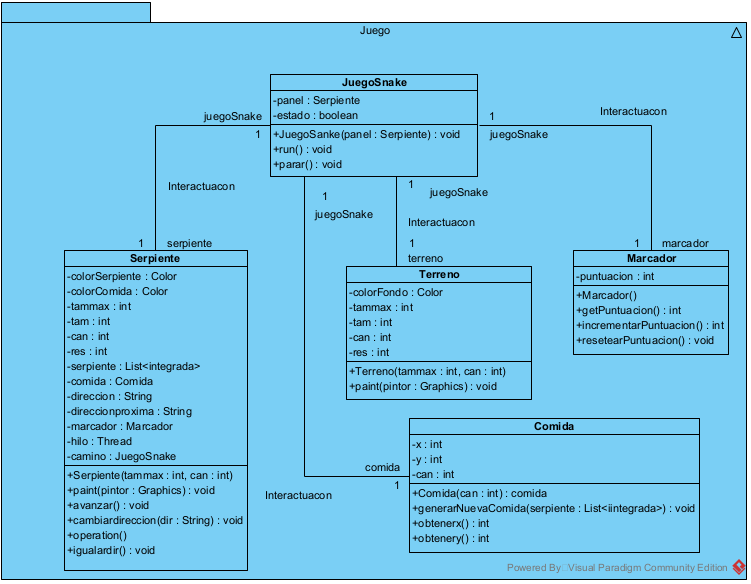 Juego
JuegoSnake
-panel : Serpiente
-estado : boolean
+JuegoSanke(panel : Serpiente) : void
+run() : void
+parar() : void
juegoSnake
1
Interactuacon
1
serpiente
1
juegoSnake
Interactuacon
1
juegoSnake
Interactuacon
1
terreno
1
juegoSnake
Interactuacon
1
marcador
Serpiente
-colorSerpiente : Color
-colorComida : Color
-tammax : int
-tam : int
-can : int
-res : int
-serpiente : List<integrada>
-comida : Comida
-direccion : String
-direccionproxima : String
-marcador : Marcador
-hilo : Thread
-camino : JuegoSnake
+Serpiente(tammax : int, can : int)
+paint(pintor : Graphics) : void
+avanzar() : void
+cambiardireccion(dir : String) : void
+operation()
+igualardir() : void
Terreno
-colorFondo : Color
-tammax : int
-tam : int
-can : int
-res : int
+Terreno(tammax : int, can : int)
+paint(pintor : Graphics) : void
Marcador
-puntuacion : int
+Marcador()
+getPuntuacion() : int
+incrementarPuntuacion() : int
+resetearPuntuacion() : void
comida
1
Comida
-x : int
-y : int
-can : int
+Comida(can : int) : comida
+generarNuevaComida(serpiente : List<iintegrada>) : void
+obtenerx() : int
+obtenery() : int
Powered By Visual Paradigm Community Edition